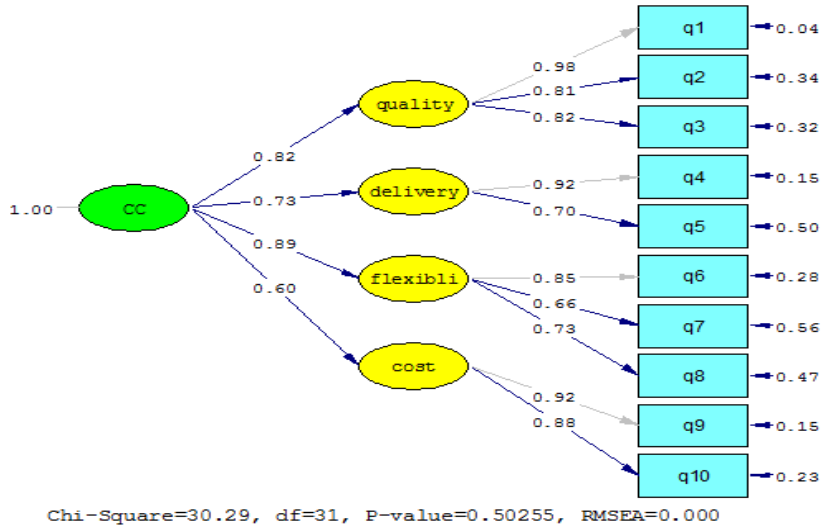 q1 0.04
0.98
q2 0.34
quality 0.81
0.82 q3 0.32
0.82
q4 0.15
0.92
delivery
1.00 CC 0.73 0.70 q5 0.50
0.89
flexibli 0.85 q6 0.28
0.60 0.66
q7 0.56
0.73
cost q8 0.47
0.92
0.88 q9 0.15
q10 0.23
Chi-Square=30.29, df=31, P-value=0.50255, RMSEA=0.000